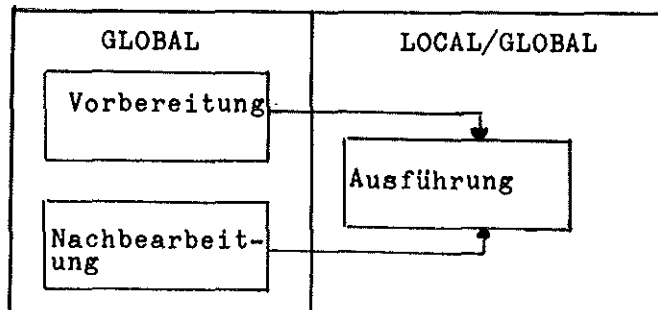 GLOBAL
LOCAL/GLOBAL
Vorbereitung
Ausführung
Nachbearbeit-
ung